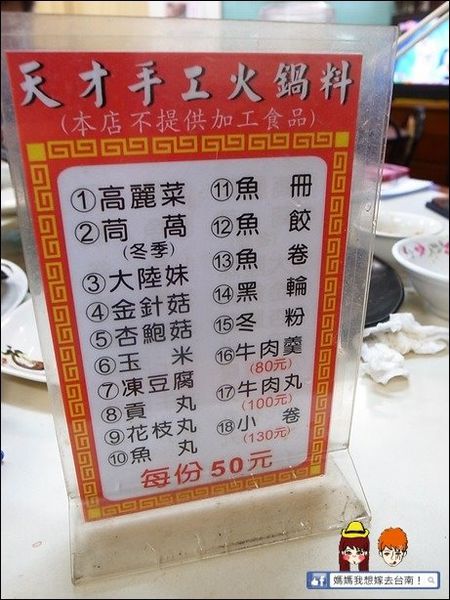 天才手工火鍋料
(本店不提供加工食品)
①高麗菜
②茼萵
(冬季)
③大陸妹
④金針菇
⑤杏鮑菇
⑥玉米
⑦凍豆腐
⑧貢丸
⑨花枝丸
⑩魚丸
⑪魚冊
⑫魚餃
⑬魚卷
⑭黑輪
⑮冬粉
⑯牛肉羹
(80元)
⑰牛肉丸
(100元)
⑱小卷
(130元)
每份50元
媽媽我想嫁去台南!